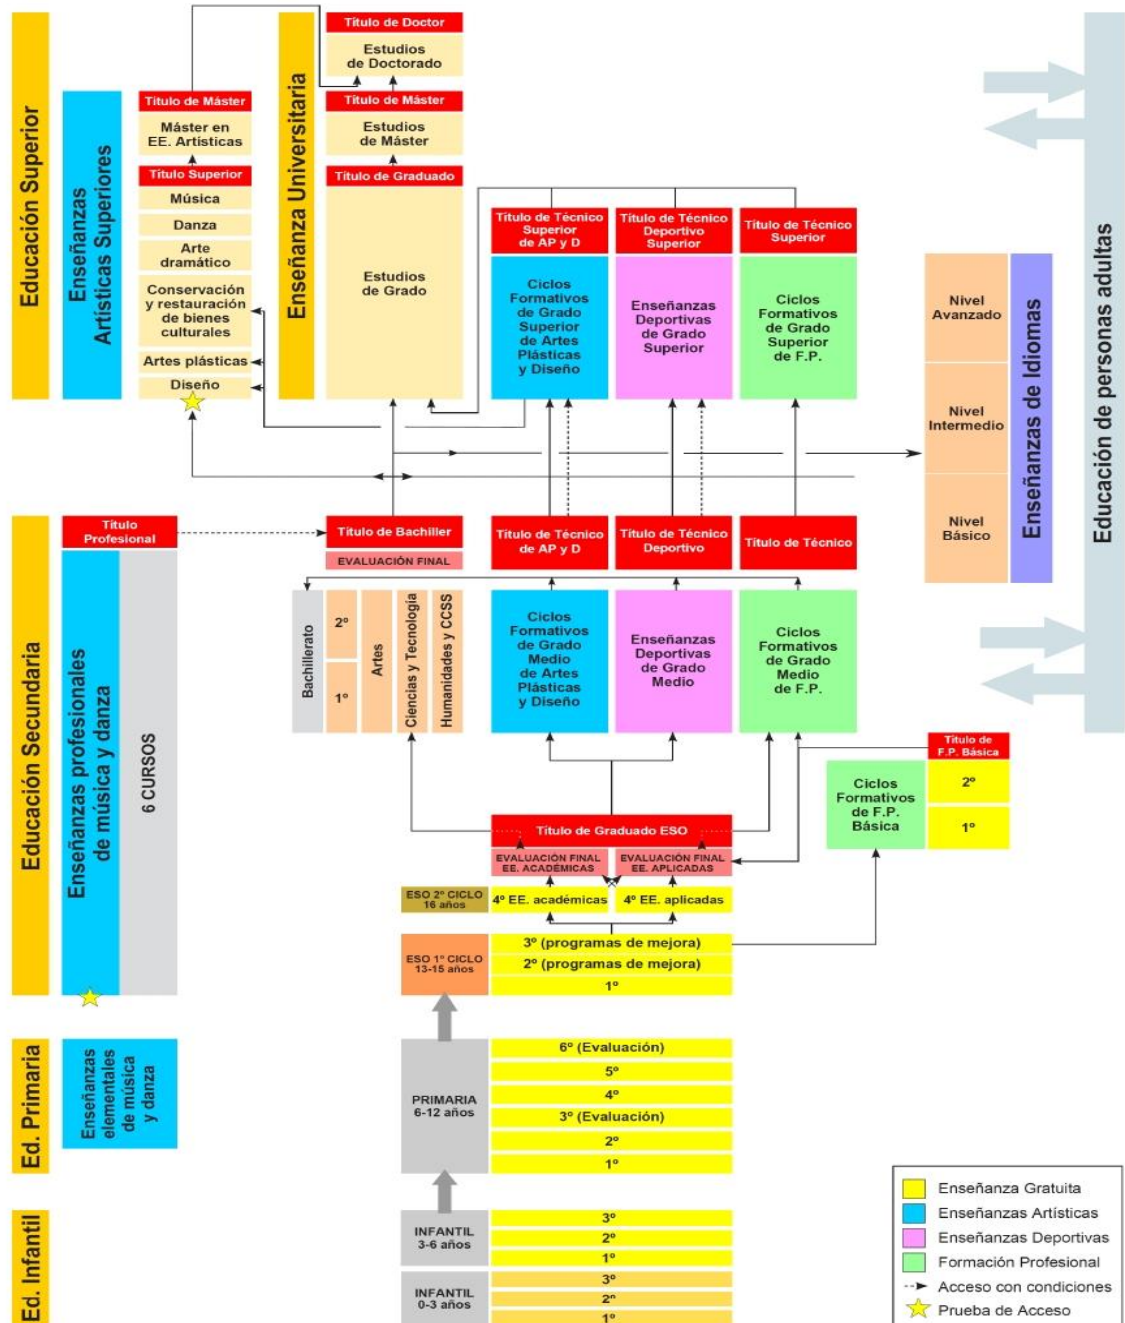 Educación Superior
Enseñanzas
Artísticas Superiores
Título de Máster
Máster en
EE. Artísticas
Título Superior
Música
Danza
Arte
dramático
Conservación
y restauración
de bienes
culturales
Artes plásticas
Diseño
Enseñanza Universitaria
Título de Doctor
Estudios
de Doctorado
Título de Máster
Estudios
de Máster
Título de Graduado
Estudios
de Grado
Título de Técnico
Superior
de AP y D
Ciclos
Formativos
de Grado
Superior
de Artes
Plásticas
y Diseño
Título de Técnico
Deportivo
Superior
Enseñanzas
Deportivas
de Grado
Superior
Título de Técnico
Superior
Ciclos
Formativos
de Grado
Superior
de F.P.
Nivel
Avanzado
Nivel
Intermedio
Nivel
Básico
Enseñanzas de Idiomas
Educación de personas adultas
Educación Secundaria
Título
Profesional
Enseñanzas profesionales
de música y danza
6 CURSOS
Título de Bachiller
EVALUACIÓN FINAL
Bachillerato
2º
1º
Artes
Ciencias y Tecnología
Humanidades y CCSS
Título de Técnico
de AP y D
Ciclos
Formativos
de Grado
Medio
de Artes
Plásticas
y Diseño
Título de Técnico
Deportivo
Enseñanzas
Deportivas
de Grado
Medio
Título de Técnico
Ciclos
Formativos
de Grado
Medio
de F.P.
Título de
F.P. Básica
Ciclos
Formativos
de F.P.
Básica
2º
1º
Título de Graduado ESO
EVALUACIÓN FINAL
EE. ACADÉMICAS
EVALUACIÓN FINAL
EE. APLICADAS
ESO 2º CICLO
16 años
4º EE. académicas
4º EE. aplicadas
ESO 1º CICLO
13-15 años
3º (programas de mejora)
2º (programas de mejora)
1º
Ed. Primaria
Enseñanzas
elementales
de música
y danza
PRIMARIA
6-12 años
6º (Evaluación)
5º
4º
3º (Evaluación)
2º
1º
Ed. Infantil
INFANTIL
3-6 años
3º
2º
1º
INFANTIL
0-3 años
3º
2º
1º
Enseñanza Gratuita
Enseñanzas Artísticas
Enseñanzas Deportivas
Formación Profesional
Acceso con condiciones
Prueba de Acceso